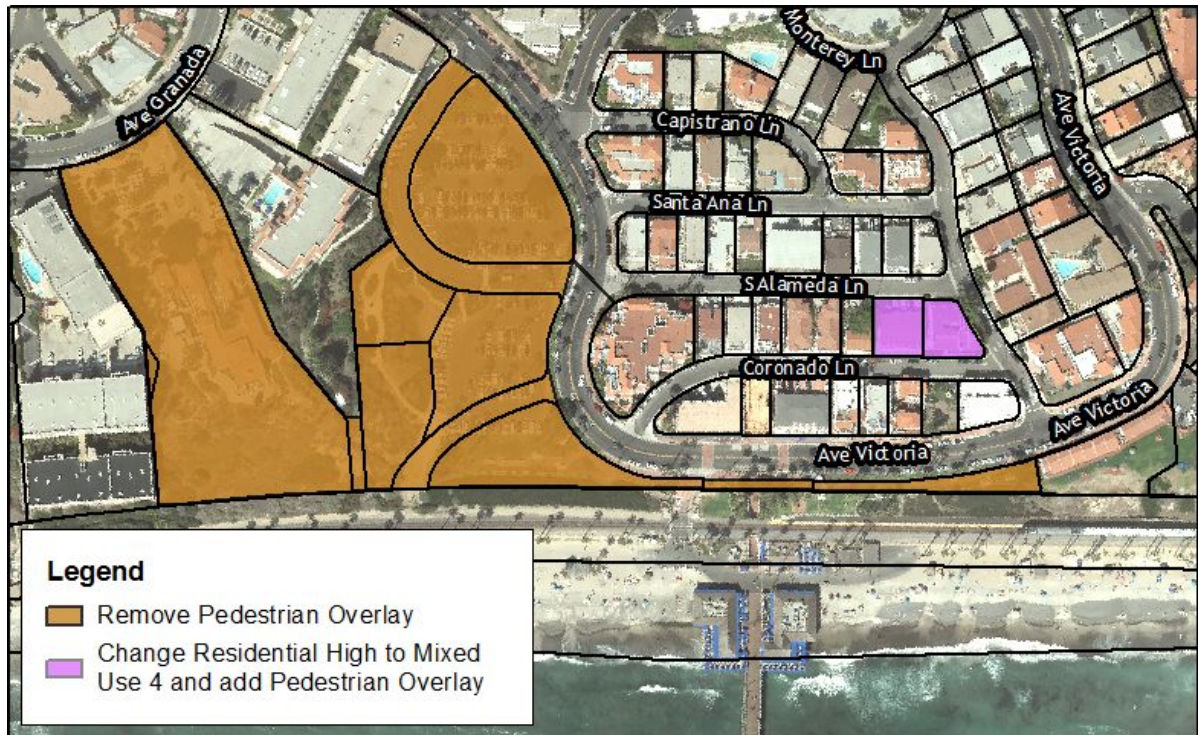 Ave Granada
Monterey Ln
Ave Victoria
Capistrano Ln
Santa Ana Ln
S Alameda Ln
Coronado Ln
Ave Victoria
Ave Victoria
Legend
Remove Pedestrian Overlay
Change Residential High to Mixed
Use 4 and add Pedestrian Overlay